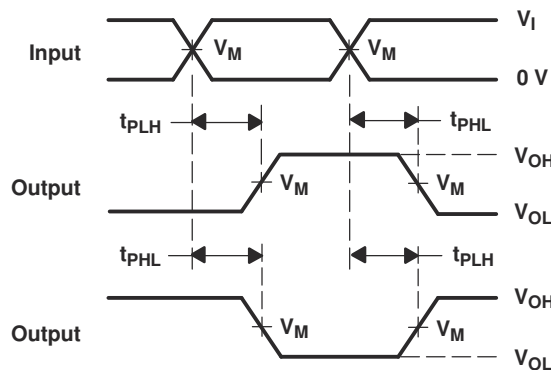 V_I
Input V_M V_M
0 V
t_PLH t_PHL
V_OH
Output V_M V_M
V_OL
t_PHL t_PLH
V_OH
Output V_M V_M
V_OL